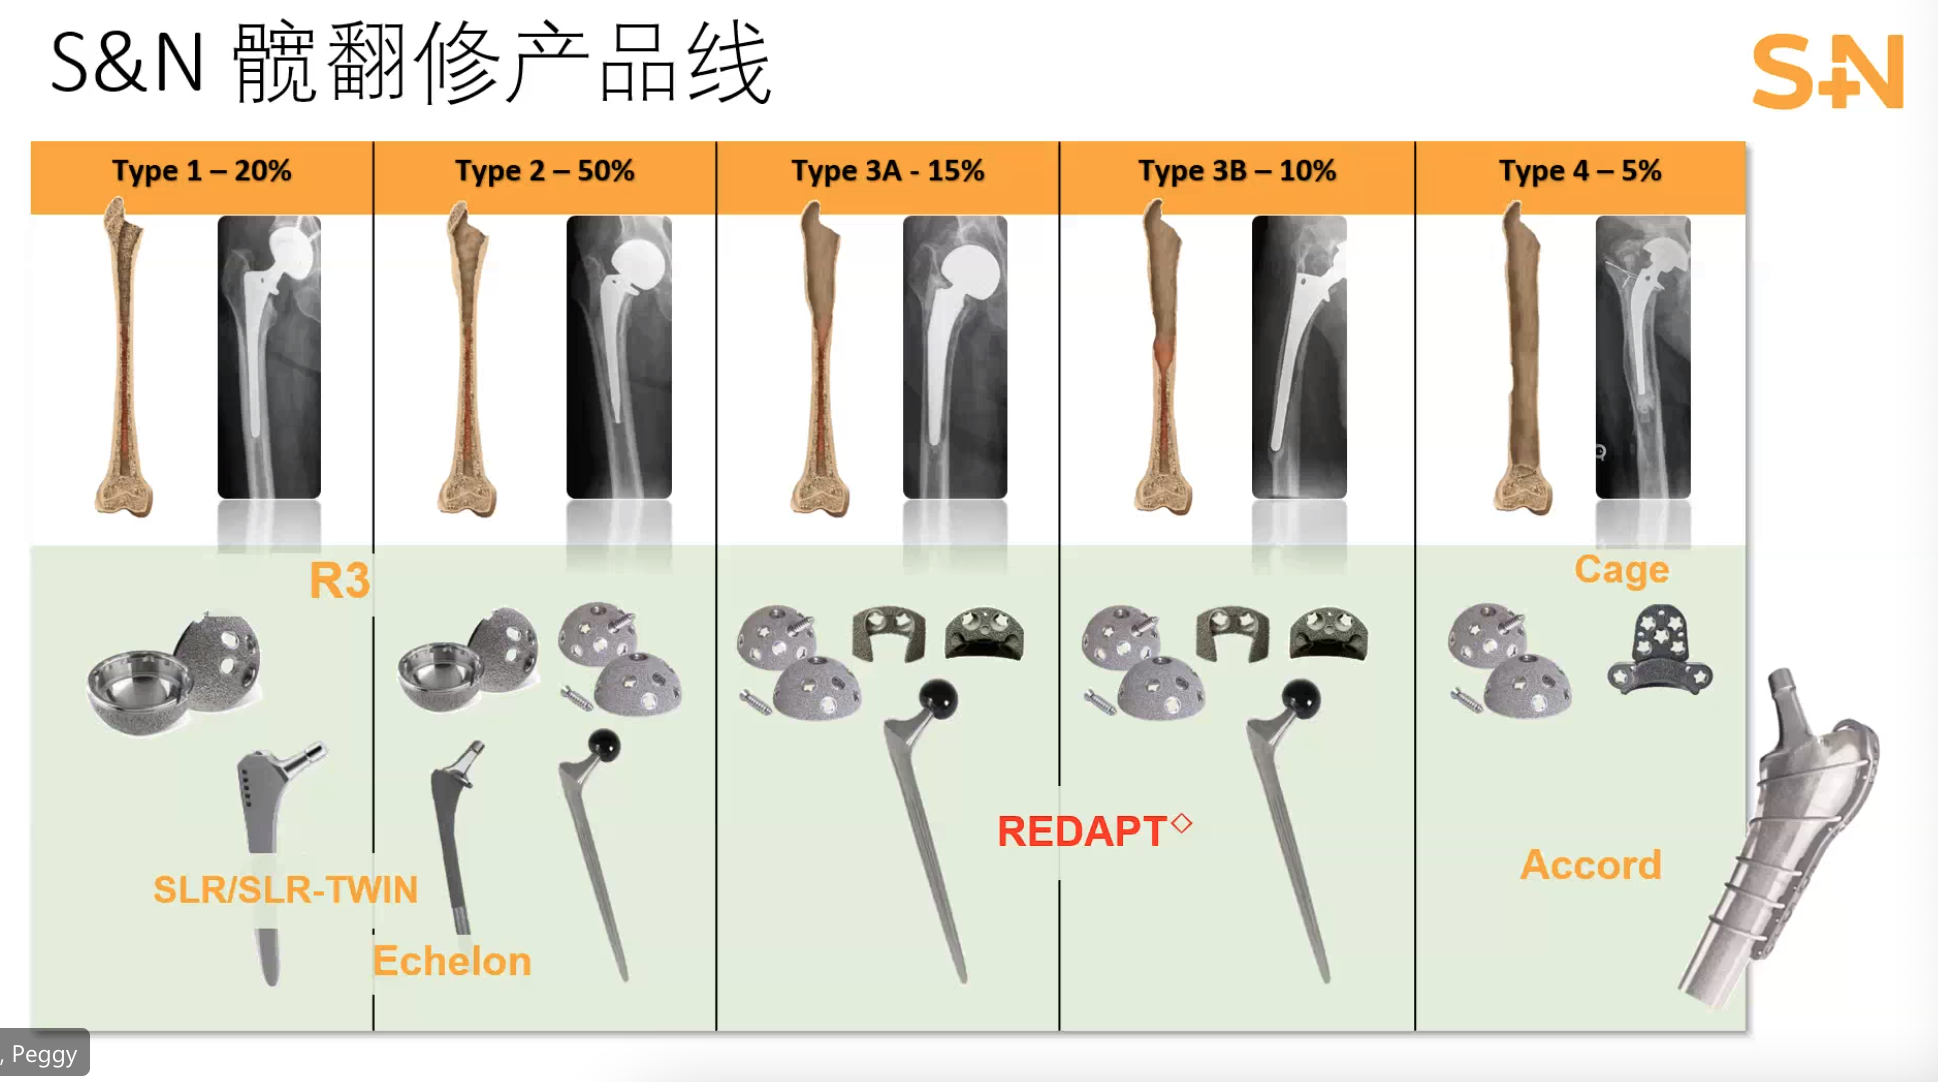 S&N 髋翻修产品线
S+N
Type 1 – 20%
Type 2 – 50%
Type 3A - 15%
Type 3B – 10%
Type 4 – 5%
R3
Cage
REDAPT◇
SLR/SLR-TWIN
Accord
Echelon
, Peggy